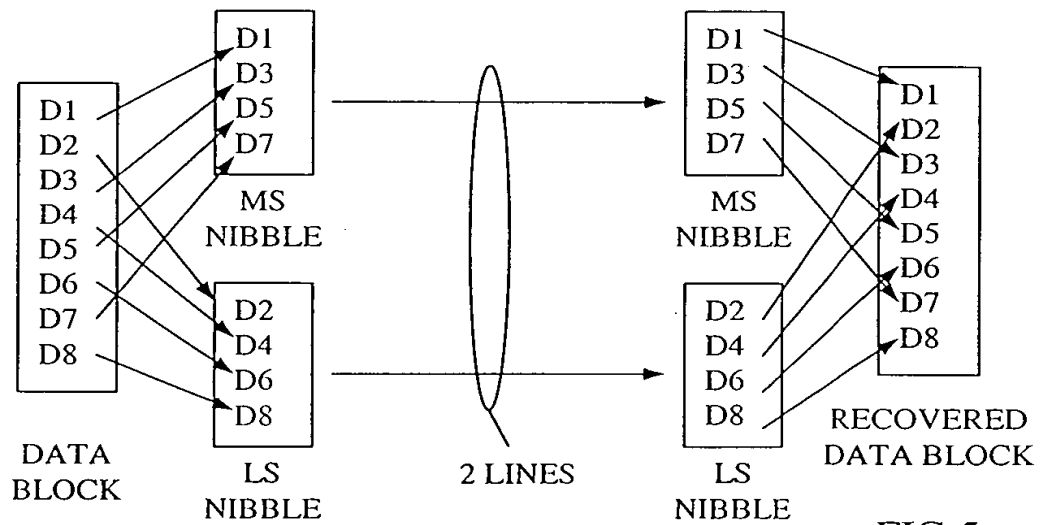 D1
D2
D3
D4
D5
D6
D7
D8
DATA
BLOCK
D1
D3
D5
D7
MS
NIBBLE
D2
D4
D6
D8
LS
NIBBLE
2 LINES
D1
D3
D5
D7
MS
NIBBLE
D2
D4
D6
D8
LS
NIBBLE
D1
D2
D3
D4
D5
D6
D7
D8
RECOVERED
DATA BLOCK